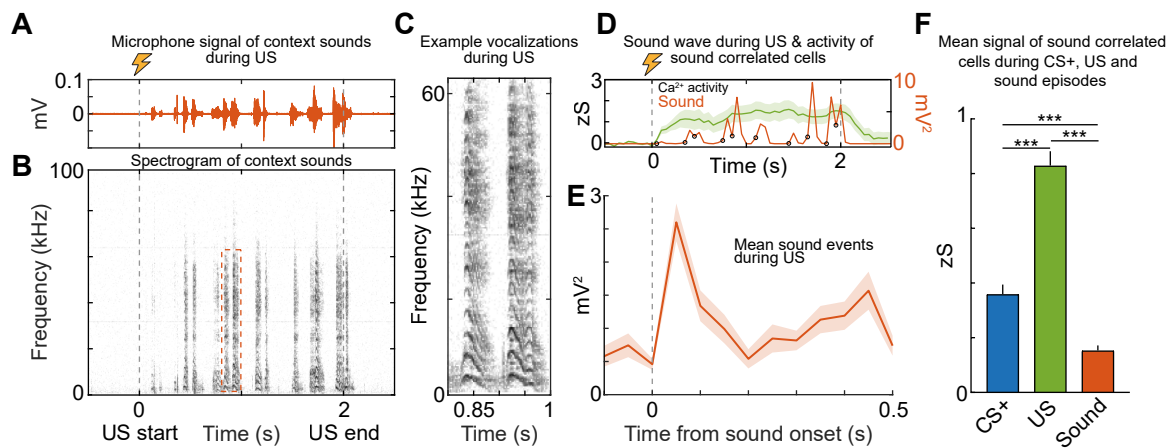 A
Microphone signal of context sounds
during US
0.1
0
mV
B
Spectrogram of context sounds
100
0
Frequency (kHz)
0
1
2
US start
Time (s)
US end
C
Example vocalizations
during US
60
0
Frequency (kHz)
0.85
1
Time (s)
D
Sound wave during US & activity of
sound correlated cells
3
0
zS
Ca²⁺ activity
Sound
10
0
mV²
0
2
Time (s)
E
3
0
mV²
Mean sound events
during US
0
0.5
Time from sound onset (s)
F
Mean signal of sound correlated
cells during CS+, US and
sound episodes
1
0
zS
***
***
***
CS+
US
Sound